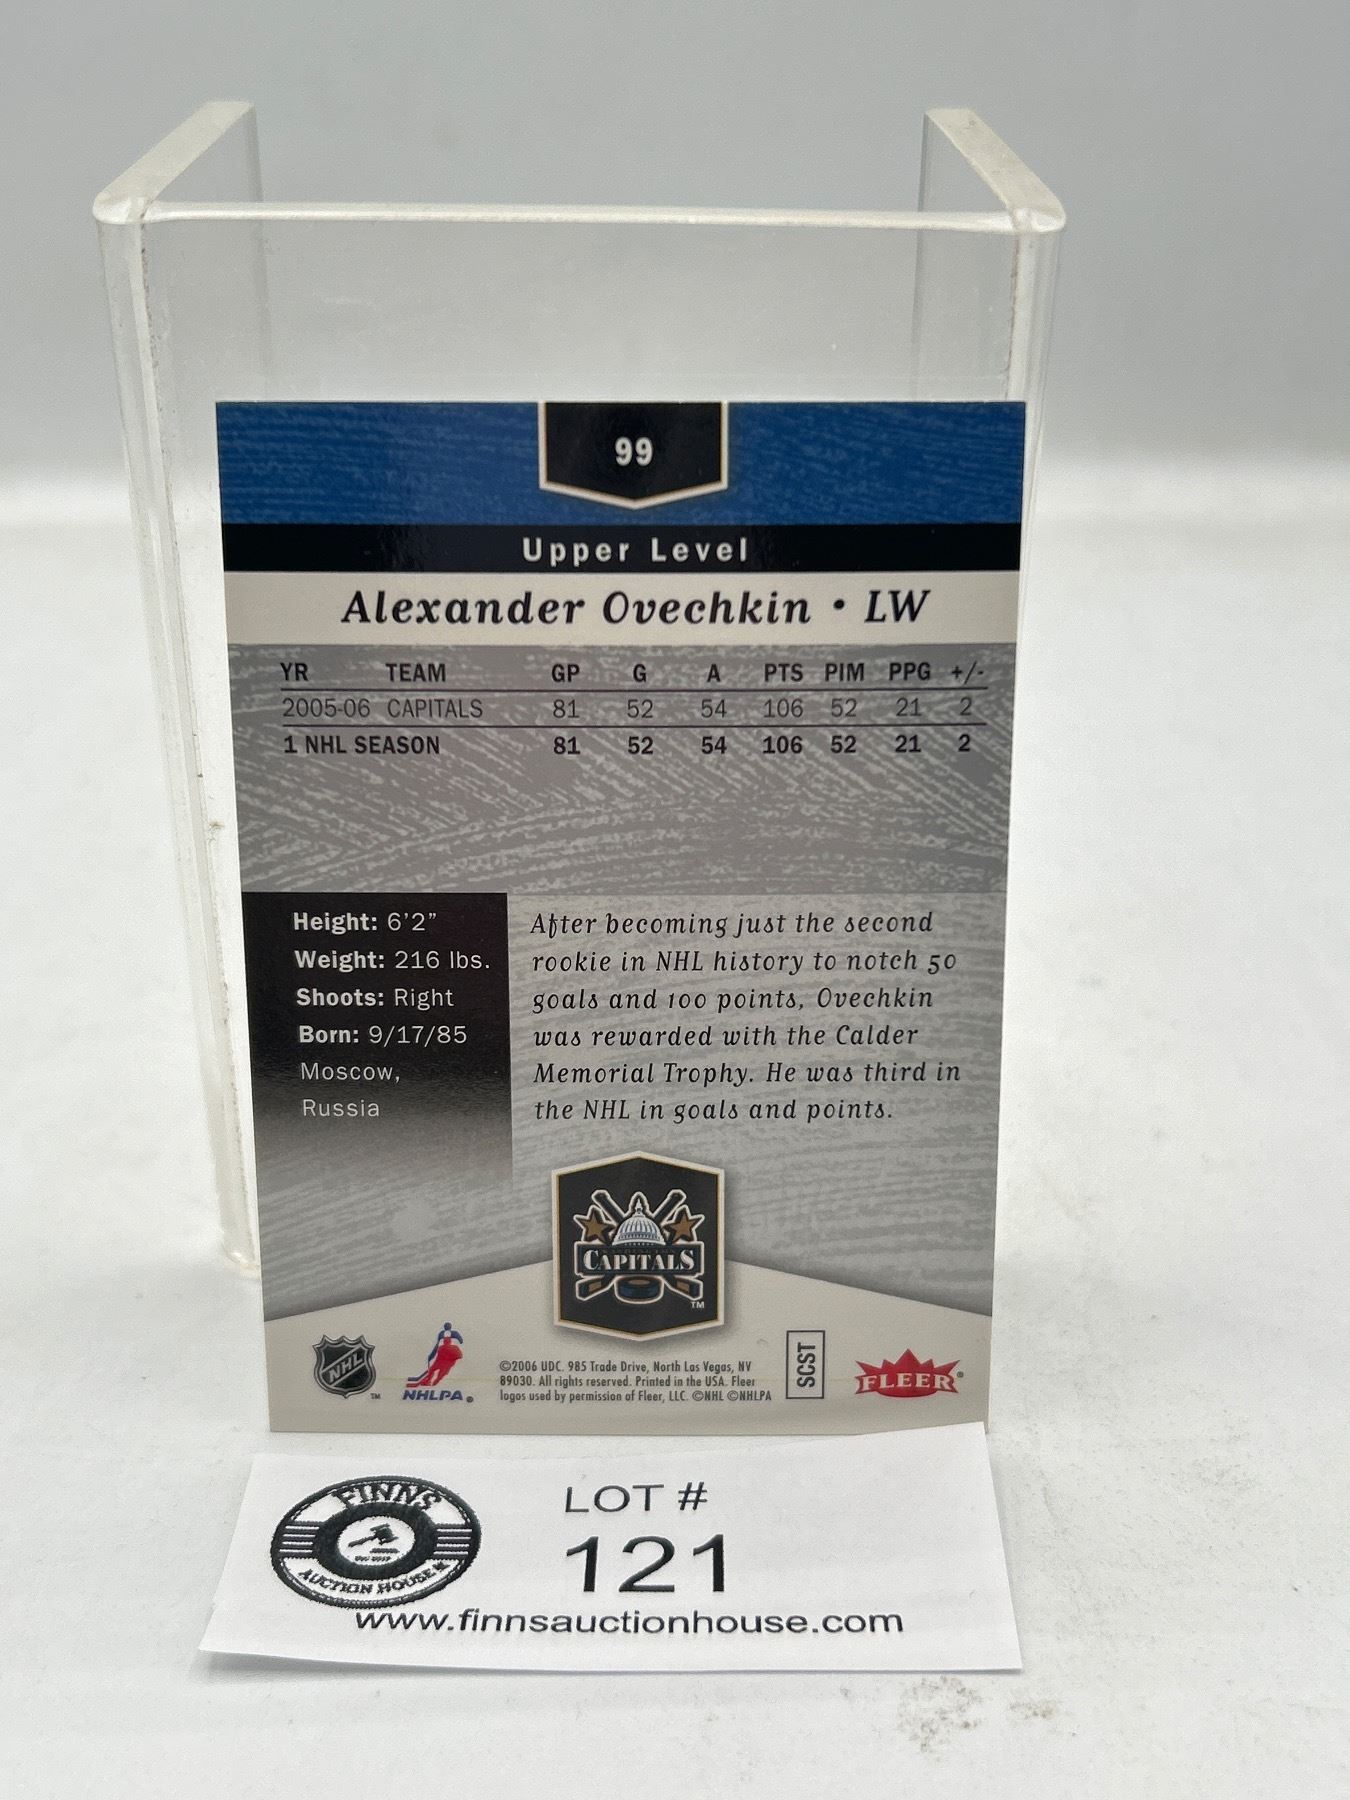 99
Upper Level
Alexander Ovechkin • LW
YR TEAM GP G A PTS PIM PPG +/-
2005-06 CAPITALS 81 52 54 106 52 21 2
1 NHL SEASON 81 52 54 106 52 21 2
Height: 6'2"
Weight: 216 lbs.
Shoots: Right
Born: 9/17/85
Moscow,
Russia
After becoming just the second
rookie in NHL history to notch 50
goals and 100 points, Ovechkin
was rewarded with the Calder
Memorial Trophy. He was third in
the NHL in goals and points.
CAPITALS
TM
NHL
TM
NHLPA®
©2006 UDC. 985 Trade Drive, North Las Vegas, NV
89030. All rights reserved. Printed in the USA. Fleer
logos used by permission of Fleer, LLC. ©NHL ©NHLPA
SCST
FLEER®
FINNS
AUCTION HOUSE
LOT #
121
www.finnsauctionhouse.com